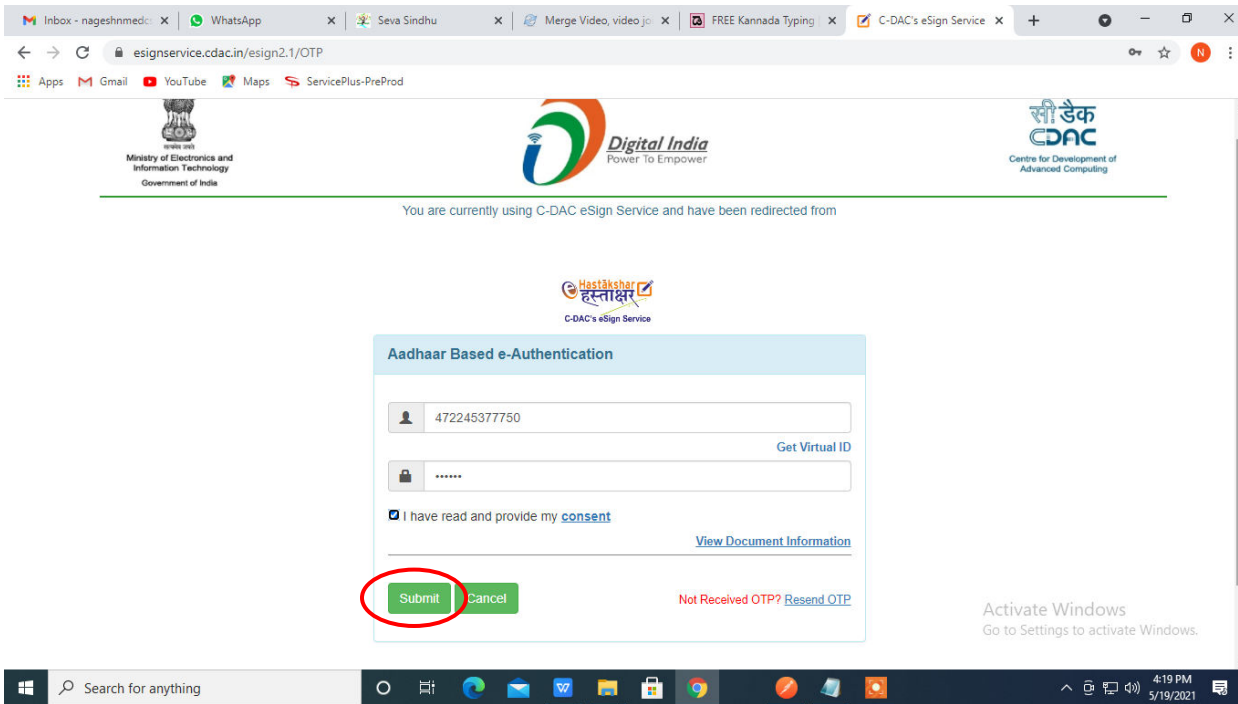 Inbox - nageshnmedc
WhatsApp
Seva Sindhu
Merge Video, video jo
FREE Kannada Typing
C-DAC's eSign Service
esignservice.cdac.in/esign2.1/OTP
N
Apps
Gmail
YouTube
Maps
ServicePlus-PreProd
Ministry of Electronics and
Information Technology
Government of India
Digital India
Power To Empower
सी डैक
CDAC
Centre for Development of
Advanced Computing
You are currently using C-DAC eSign Service and have been redirected from
e Hastākshar
हस्ताक्षर
C-DAC's eSign Service
Aadhaar Based e-Authentication
472245377750
Get Virtual ID
••••••
I have read and provide my consent
View Document Information
Submit
Cancel
Not Received OTP? Resend OTP
Activate Windows
Go to Settings to activate Windows.
Search for anything
4:19 PM
5/19/2021